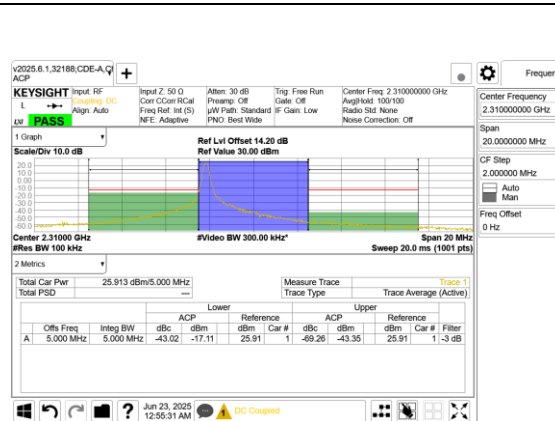 v2025.6.1,32188;CDE-A,
ACP
Frequen
KEYSIGHT Input: RF Input Z: 50 Ω Atten: 30 dB Trig: Free Run Center Freq: 2.310000000 GHz
L Coupling: DC Corr CCorr RCal Preamp: Off Gate: Off Avg|Hold: 100/100
Align: Auto Freq Ref: Int (S) µW Path: Standard IF Gain: Low Radio Std: None
PASS NFE: Adaptive PNO: Best Wide Noise Correction: Off
Center Frequency
2.310000000 GHz
Span
20.0000000 MHz
CF Step
2.000000 MHz
Auto
Man
Freq Offset
0 Hz
1 Graph
Ref Lvl Offset 14.20 dB
Scale/Div 10.0 dB Ref Value 30.00 dBm
20.0
10.0
0.00
-10.0
-20.0
-30.0
-40.0
-50.0
-60.0
Center 2.31000 GHz #Video BW 300.00 kHz* Span 20 MHz
#Res BW 100 kHz Sweep 20.0 ms (1001 pts)
2 Metrics
Total Car Pwr 25.913 dBm/5.000 MHz Measure Trace Trace 1
Total PSD --- Trace Type Trace Average (Active)
Lower Upper
ACP Reference ACP Reference
Offs Freq Integ BW dBc dBm dBm Car # dBc dBm dBm Car # Filter
A 5.000 MHz 5.000 MHz -43.02 -17.11 25.91 1 -69.26 -43.35 25.91 1 -3 dB
Jun 23, 2025
12:55:31 AM
DC Coupled